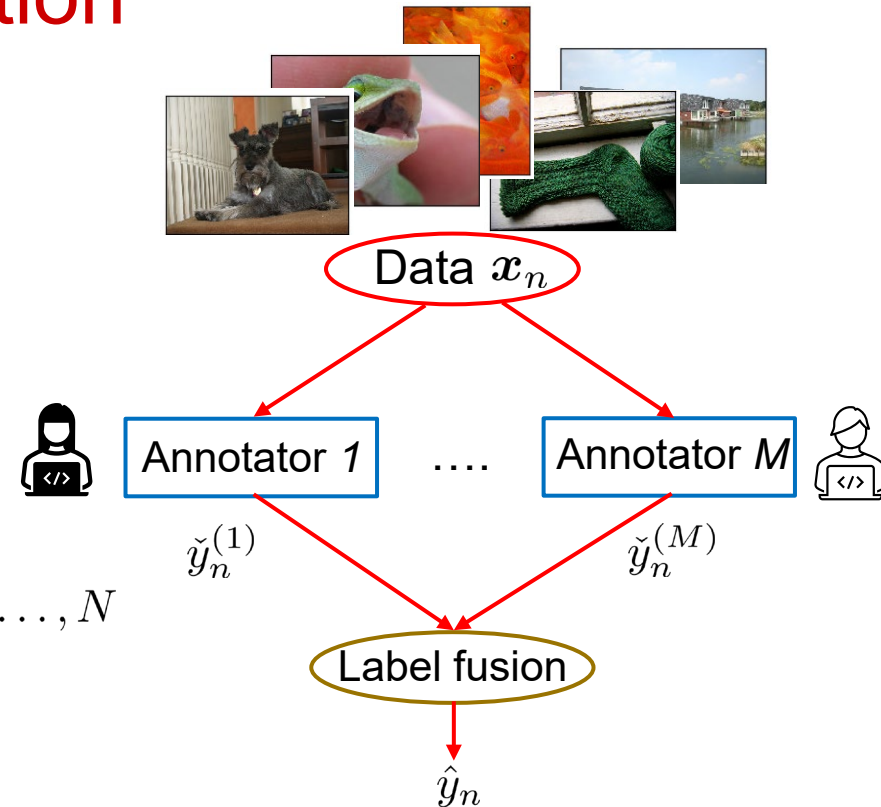 tion
Data 𝒙ₙ
Annotator 1 .... Annotator M
</> </>
y̌ₙ⁽¹⁾ y̌ₙ⁽ᴹ⁾
..., N
Label fusion
ŷₙ